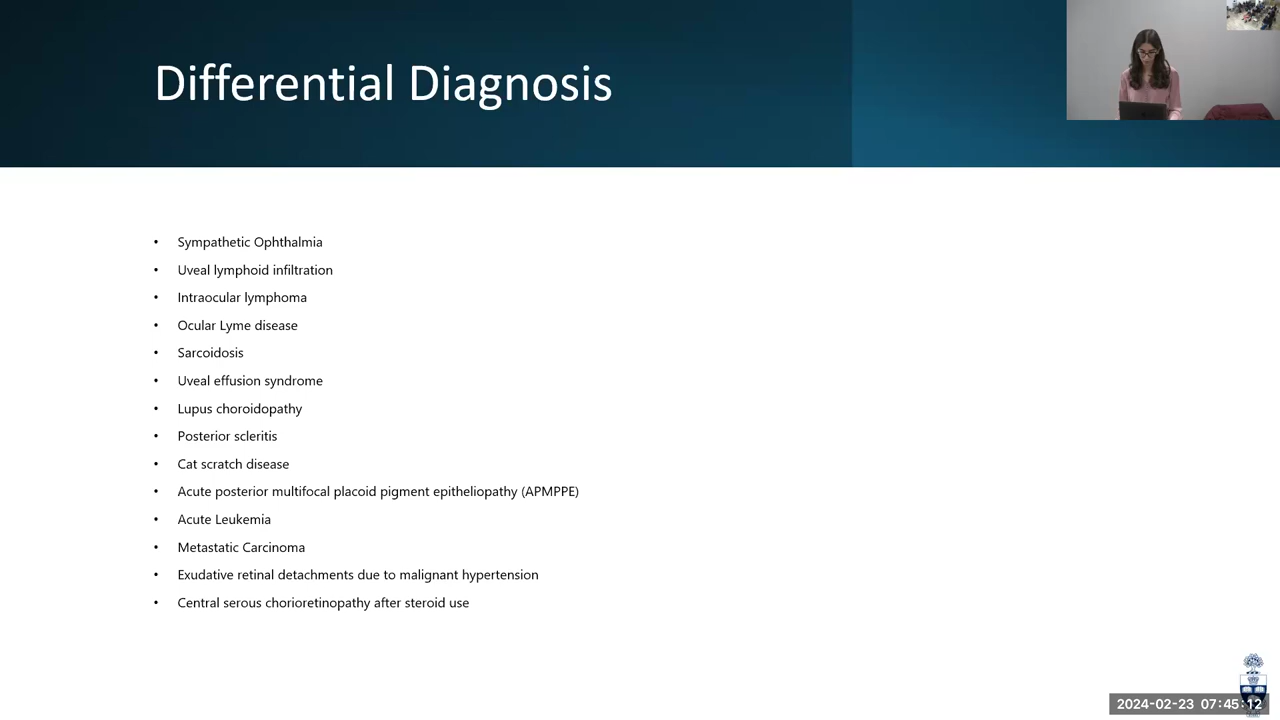 Differential Diagnosis
• Sympathetic Ophthalmia
• Uveal lymphoid infiltration
• Intraocular lymphoma
• Ocular Lyme disease
• Sarcoidosis
• Uveal effusion syndrome
• Lupus choroidopathy
• Posterior scleritis
• Cat scratch disease
• Acute posterior multifocal placoid pigment epitheliopathy (APMPPE)
• Acute Leukemia
• Metastatic Carcinoma
• Exudative retinal detachments due to malignant hypertension
• Central serous chorioretinopathy after steroid use
2024-02-23 07:45:12